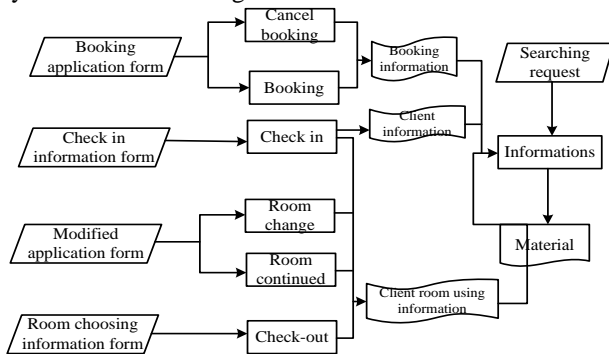 Cancel
booking
Booking
application form
Booking
information
Searching
request
Booking
Client
information
Check in
information form
Check in
Informations
Room
change
Modified
application form
Material
Room
continued
Client room using
information
Room choosing
information form
Check-out